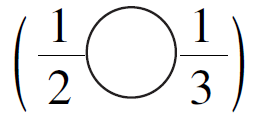 (1/2 ◯ 1/3)